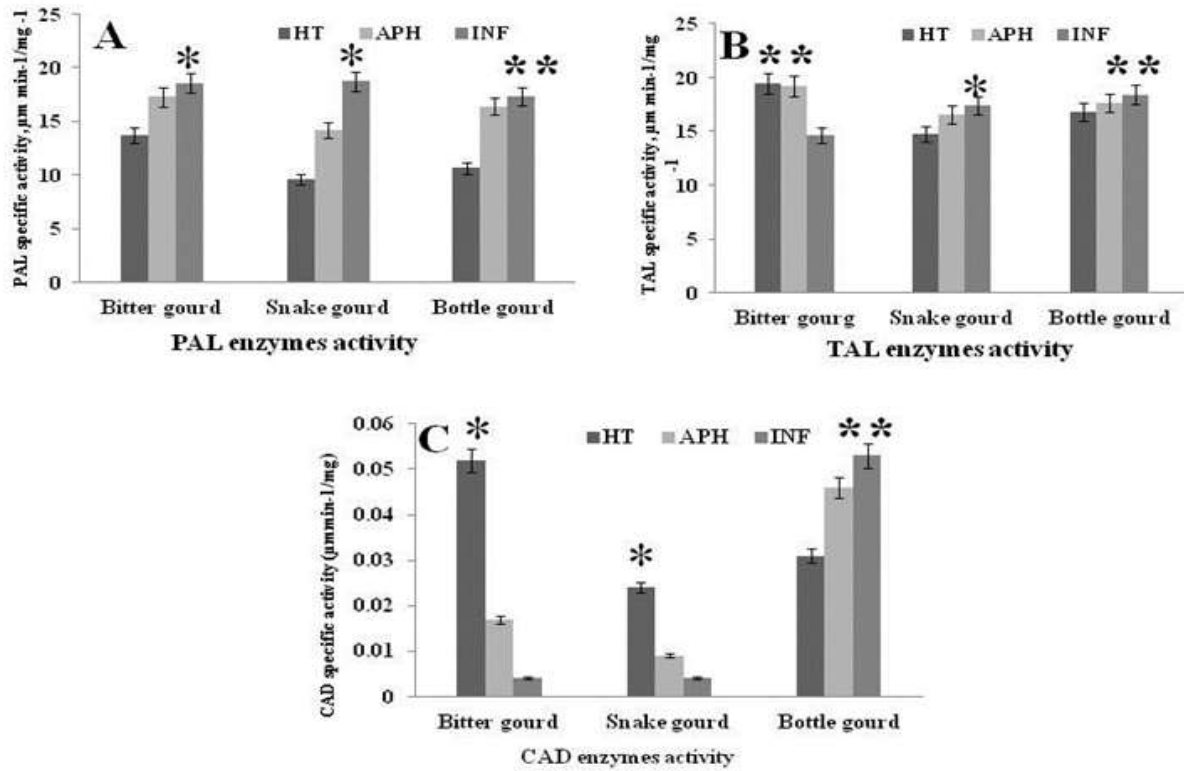 A
HT APH INF
* * * *
PAL specific activity, µm min-1/mg -1
25
20
15
10
5
0
Bitter gourd Snake gourd Bottle gourd
PAL enzymes activity
B
HT APH INF
* * * * *
TAL specific activity, µm min-1/mg
-1
25
20
15
10
5
0
Bitter gourg Snake gourd Bottle gourd
TAL enzymes activity
C
HT APH INF
* * * *
CAD specific activity (µmmin-1/mg)
0.06
0.05
0.04
0.03
0.02
0.01
0
Bitter gourd Snake gourd Bottle gourd
CAD enzymes activity